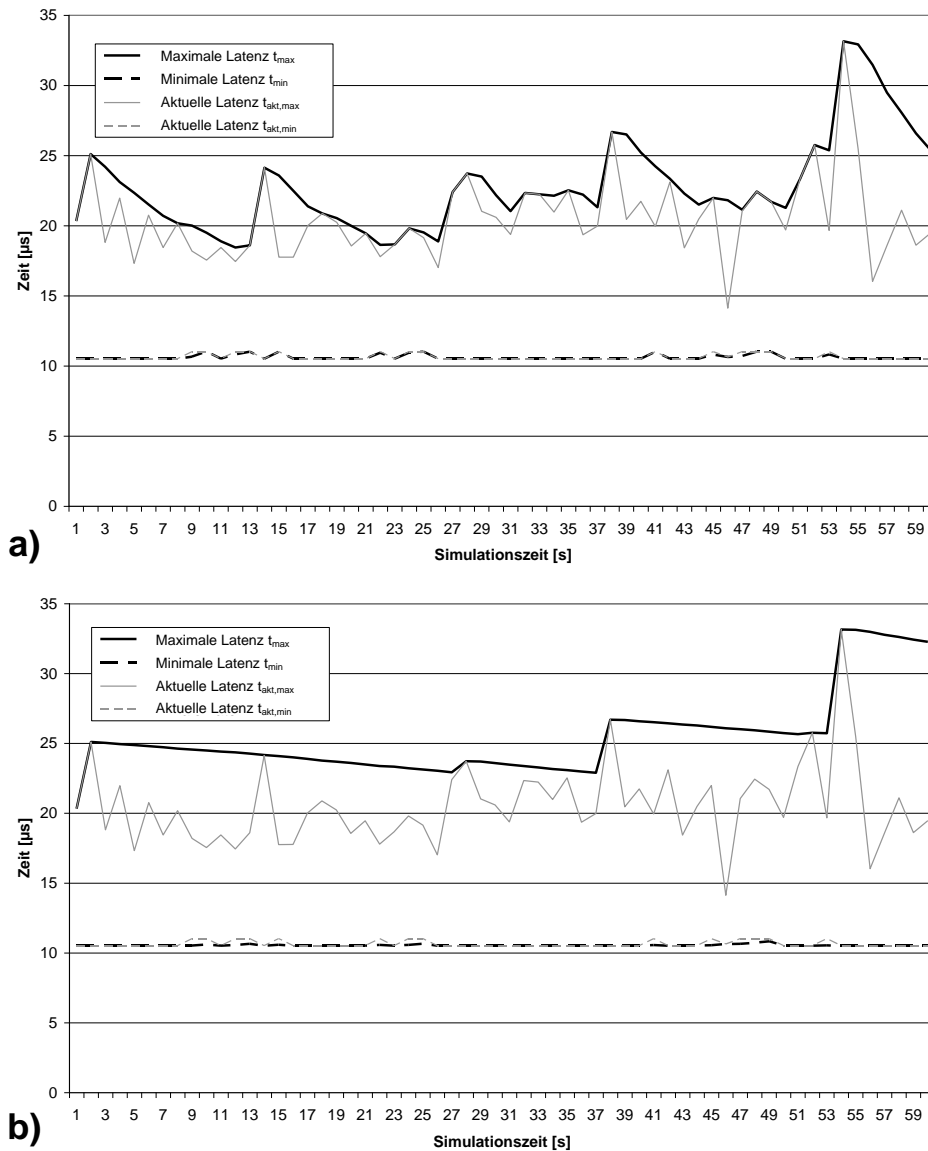 35
30
25
20
15
10
5
0
Zeit [µs]
Maximale Latenz tmax
Minimale Latenz tmin
Aktuelle Latenz takt,max
Aktuelle Latenz takt,min
1 3 5 7 9 11 13 15 17 19 21 23 25 27 29 31 33 35 37 39 41 43 45 47 49 51 53 55 57 59
Simulationszeit [s]
a)
35
30
25
20
15
10
5
0
Zeit [µs]
Maximale Latenz tmax
Minimale Latenz tmin
Aktuelle Latenz takt,max
Aktuelle Latenz takt,min
1 3 5 7 9 11 13 15 17 19 21 23 25 27 29 31 33 35 37 39 41 43 45 47 49 51 53 55 57 59
Simulationszeit [s]
b)